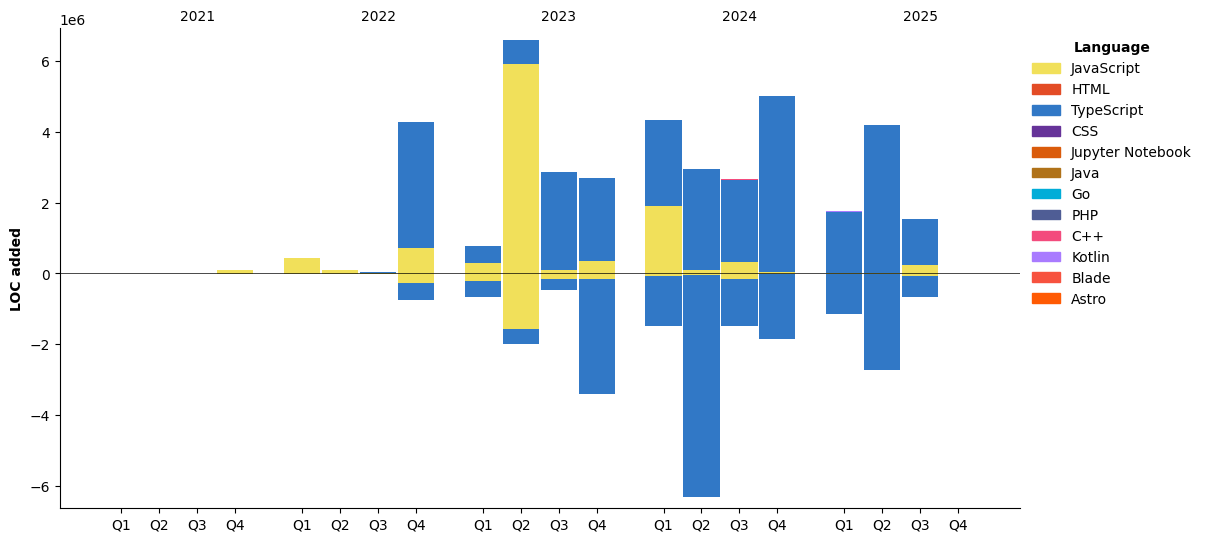 2021 2022 2023 2024 2025
1e6
LOC added
6
4
2
0
−2
−4
−6
Q1 Q2 Q3 Q4 Q1 Q2 Q3 Q4 Q1 Q2 Q3 Q4 Q1 Q2 Q3 Q4 Q1 Q2 Q3 Q4
Language
JavaScript
HTML
TypeScript
CSS
Jupyter Notebook
Java
Go
PHP
C++
Kotlin
Blade
Astro